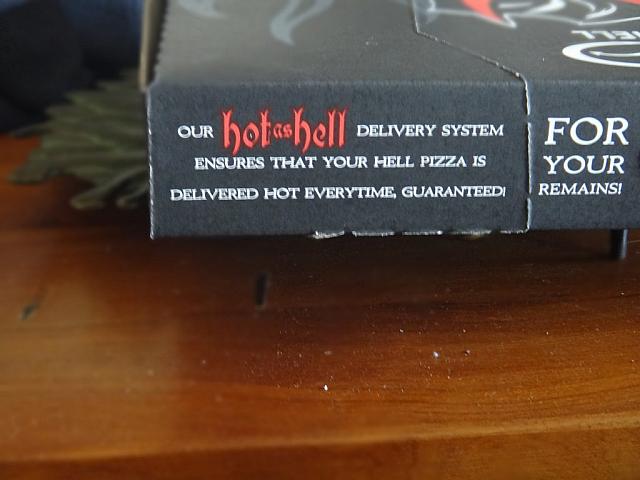 OUR hot as hell DELIVERY SYSTEM
ENSURES THAT YOUR HELL PIZZA IS
DELIVERED HOT EVERYTIME, GUARANTEED!
FOR
YOUR
REMAINS!
HELL